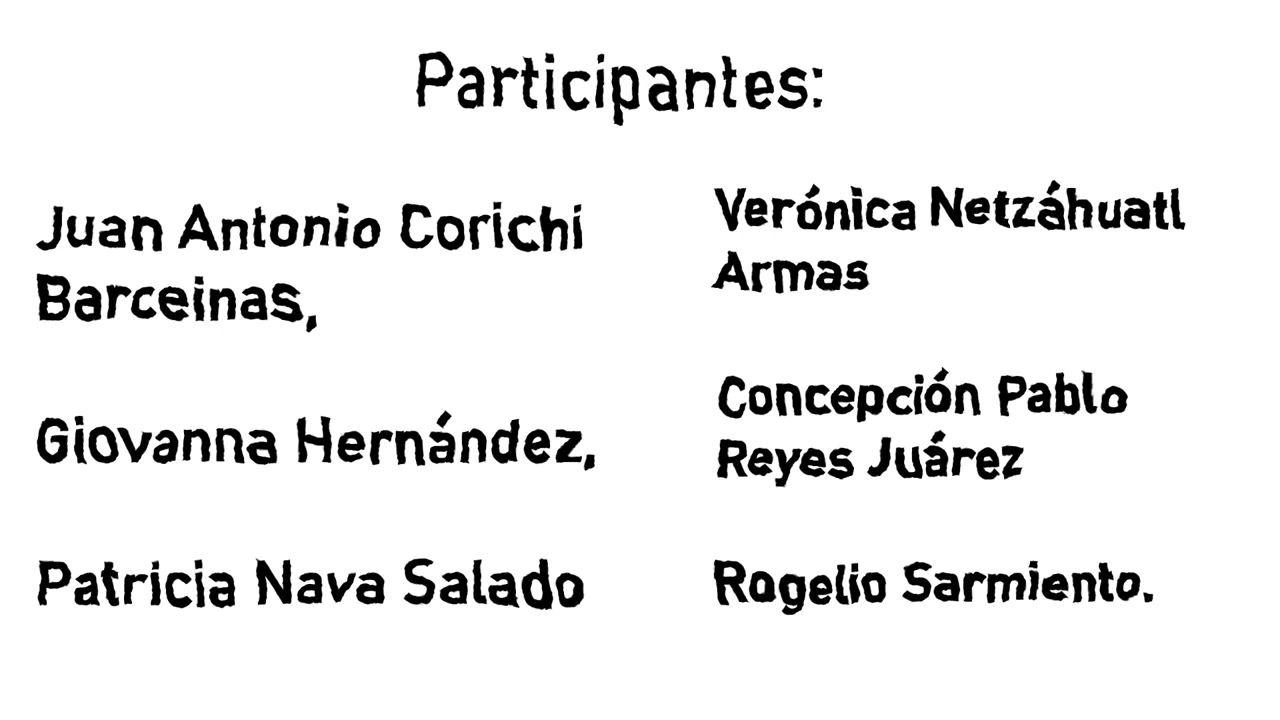 Participantes:
Juan Antonio Corichi
Barceinas,
Giovanna Hernández,
Patricia Nava Salado
Verónica Netzáhuatl
Armas
Concepción Pablo
Reyes Juárez
Rogelio Sarmiento.